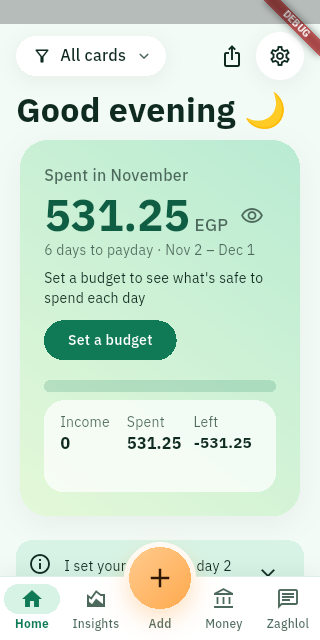 DEBUG
All cards
Good evening 🌙
Spent in November
531.25 EGP
6 days to payday · Nov 2 – Dec 1
Set a budget to see what's safe to
spend each day
Set a budget
Income Spent Left
0 531.25 -531.25
I set your day 2
Home Insights Add Money Zaghlol